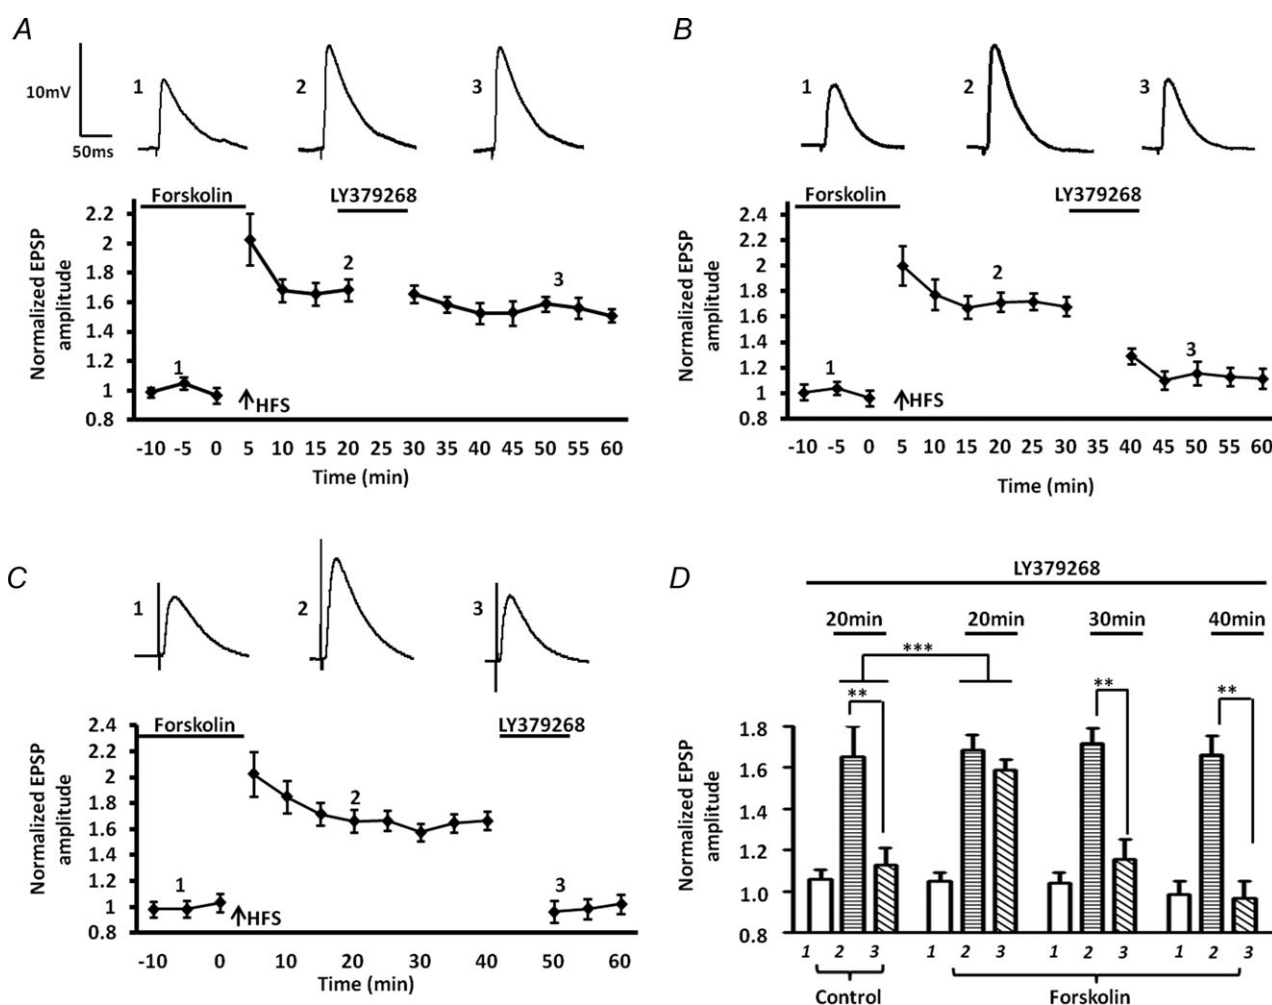 A
1
2
3
10mV
50ms
Forskolin
LY379268
Normalized EPSP
amplitude
2.2
2
1.8
1.6
1.4
1.2
1
0.8
1
2
3
HFS
-10 -5 0 5 10 15 20 25 30 35 40 45 50 55 60
Time (min)
B
1
2
3
Forskolin
LY379268
Normalized EPSP
amplitude
2.4
2.2
2
1.8
1.6
1.4
1.2
1
0.8
1
2
3
HFS
-10 -5 0 5 10 15 20 25 30 35 40 45 50 55 60
Time (min)
C
1
2
3
Forskolin
LY379268
Normalized EPSP
amplitude
2.4
2.2
2
1.8
1.6
1.4
1.2
1
0.8
1
2
3
HFS
-10 0 10 20 30 40 50 60
Time (min)
D
LY379268
20min 20min 30min 40min
***
** ** **
Normalized EPSP
amplitude
1.8
1.6
1.4
1.2
1.0
0.8
1 2 3 1 2 3 1 2 3 1 2 3
Control Forskolin